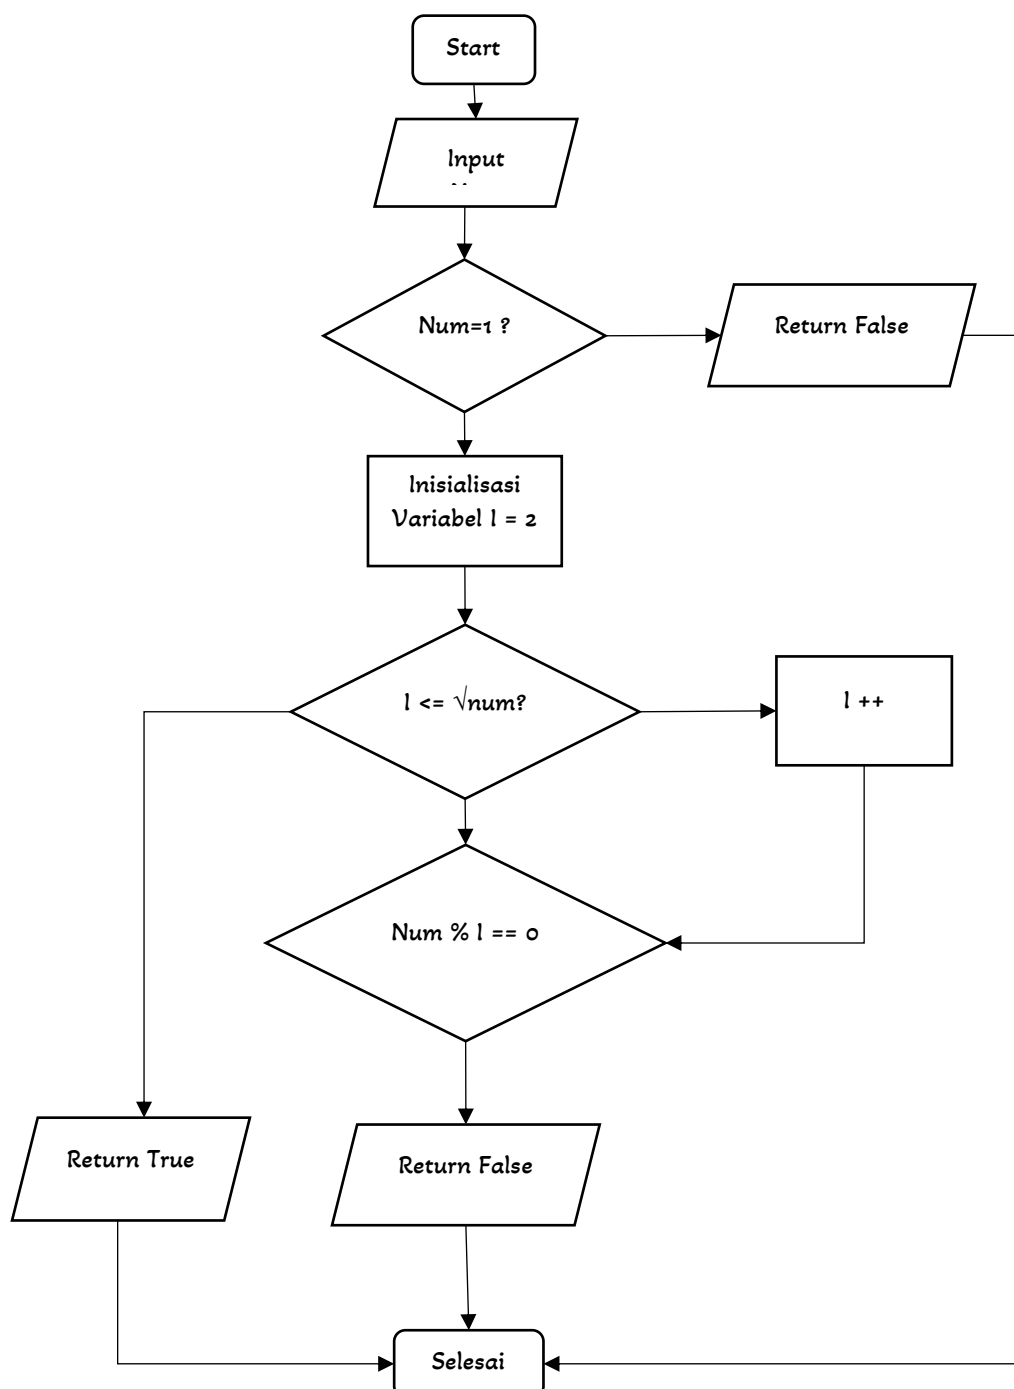 Start
Input
Num=1 ?
Return False
Inisialisasi
Variabel I = 2
I <= √num?
I ++
Num % I == 0
Return True
Return False
Selesai